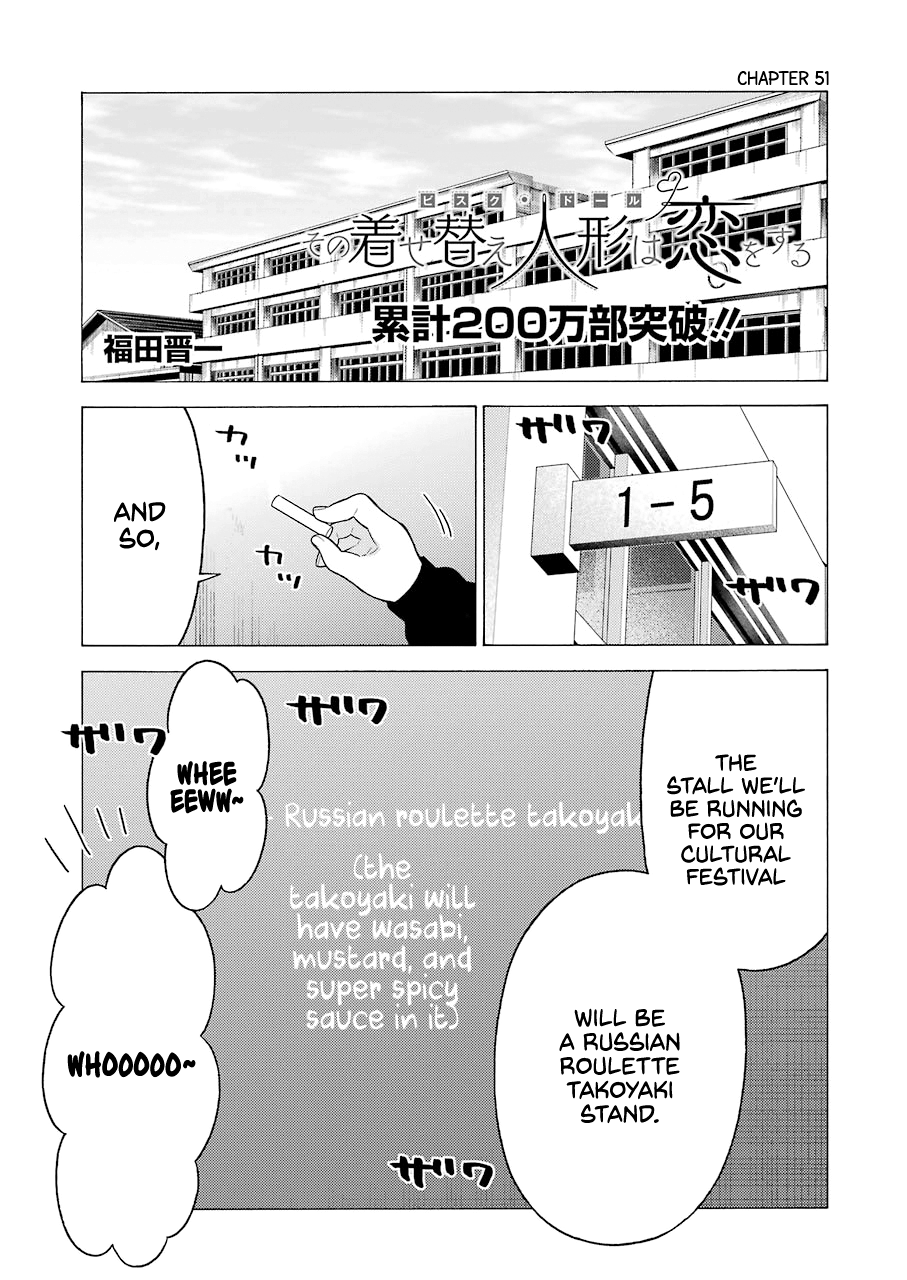 CHAPTER 51
ビスク・ドール
その着せ替え人形は恋をする
累計200万部突破!!
福田晋一
ザワ
1-5
ザワ
カッ
カッ
AND
SO,
THE
STALL WE'LL
BE RUNNING
FOR OUR
CULTURAL
FESTIVAL
WILL BE
A RUSSIAN
ROULETTE
TAKOYAKI
STAND.
ザワ
Russian roulette takoyak
(the
takoyaki will
have wasabi,
mustard, and
super spicy
sauce in it)
ザワ
WHEE
EEWW~
WHOOOOO~
ザワ